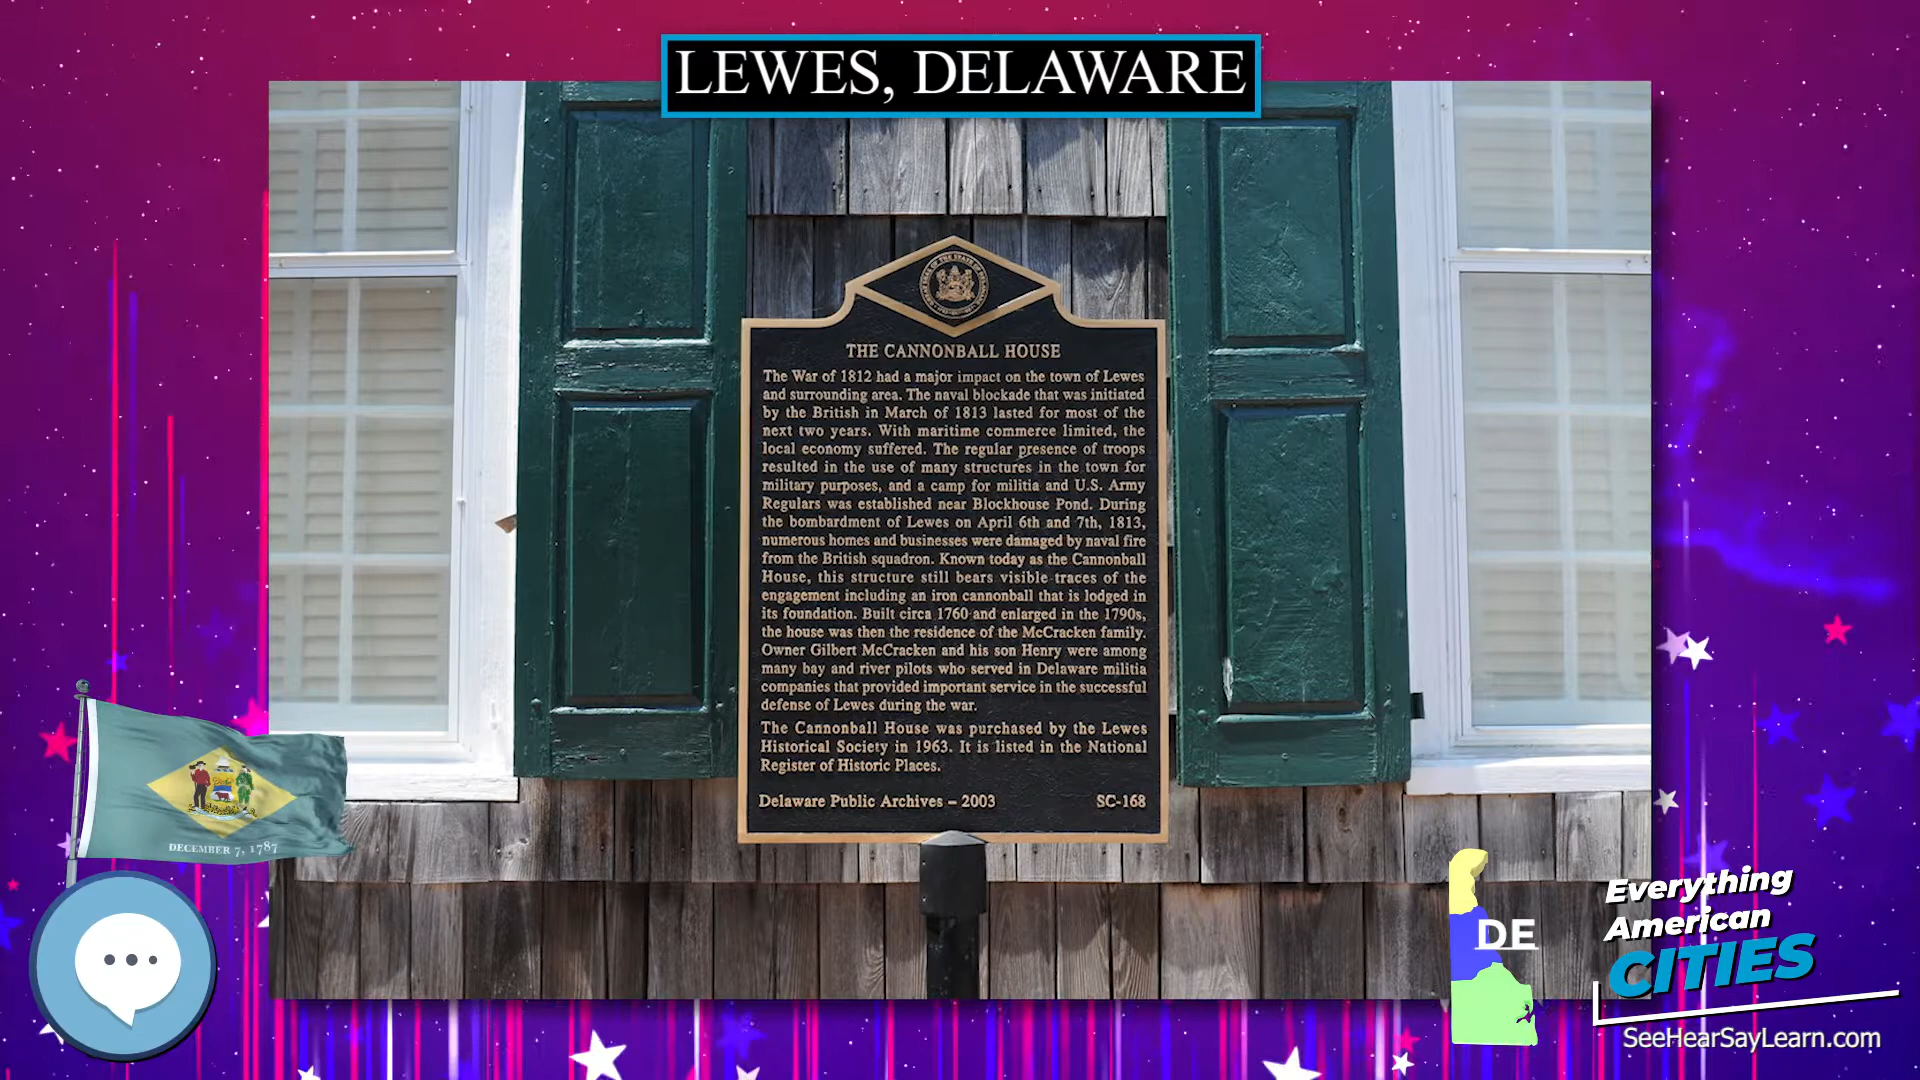 LEWES, DELAWARE
THE CANNONBALL HOUSE
The War of 1812 had a major impact on the town of Lewes
and surrounding area. The naval blockade that was initiated
by the British in March of 1813 lasted for most of the
next two years. With maritime commerce limited, the
local economy suffered. The regular presence of troops
resulted in the use of many structures in the town for
military purposes, and a camp for militia and U.S. Army
Regulars was established near Blockhouse Pond. During
the bombardment of Lewes on April 6th and 7th, 1813,
numerous homes and businesses were damaged by naval fire
from the British squadron. Known today as the Cannonball
House, this structure still bears visible traces of the
engagement including an iron cannonball that is lodged in
its foundation. Built circa 1760 and enlarged in the 1790s,
the house was then the residence of the McCracken family.
Owner Gilbert McCracken and his son Henry were among
many bay and river pilots who served in Delaware militia
companies that provided important service in the successful
defense of Lewes during the war.
The Cannonball House was purchased by the Lewes
Historical Society in 1963. It is listed in the National
Register of Historic Places.
Delaware Public Archives – 2003 SC-168
DECEMBER 7, 1787
DE
Everything
American
CITIES
SeeHearSayLearn.com